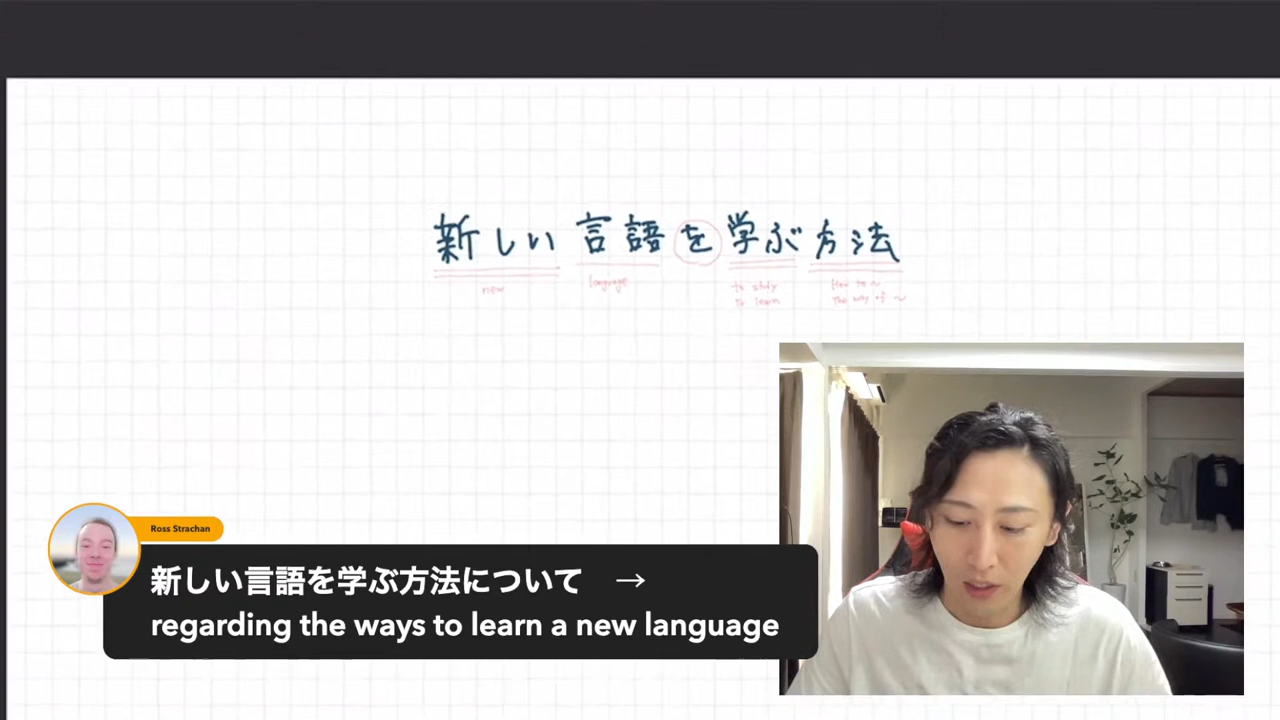 新しい言語を学ぶ方法
new
language
to study
to learn
How to ~
The way of ~
Ross Strachan
新しい言語を学ぶ方法について →
regarding the ways to learn a new language